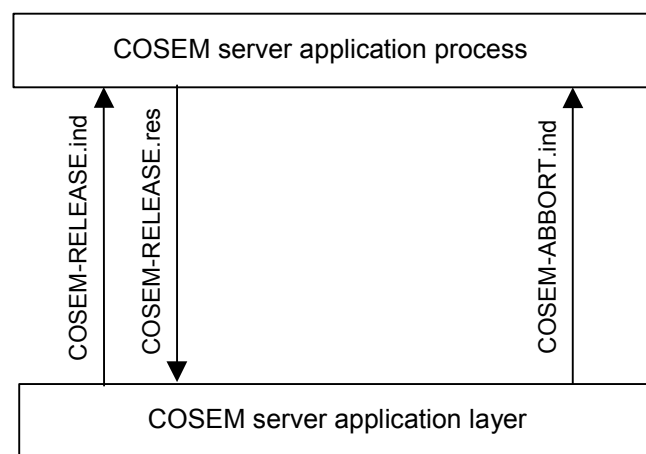 COSEM server application process
COSEM-RELEASE.ind
COSEM-RELEASE.res
COSEM-ABBORT.ind
COSEM server application layer